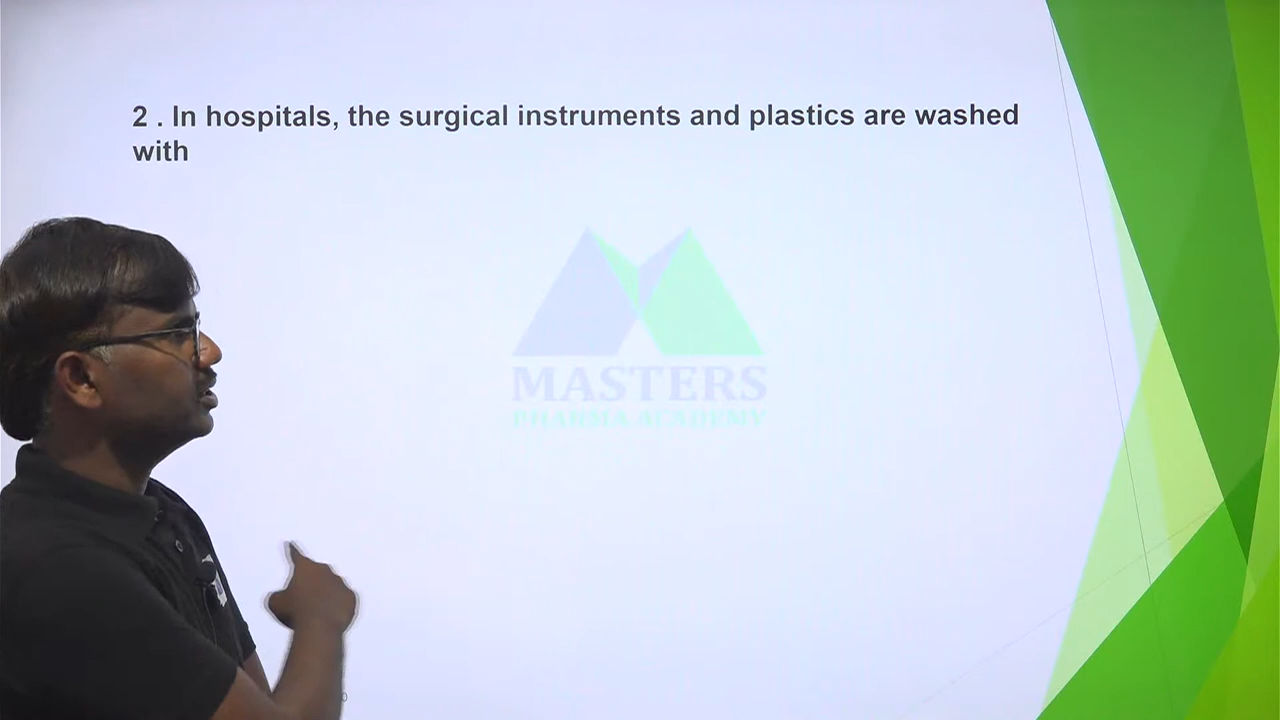 2 . In hospitals, the surgical instruments and plastics are washed
with
MASTERS
PHARMA ACADEMY